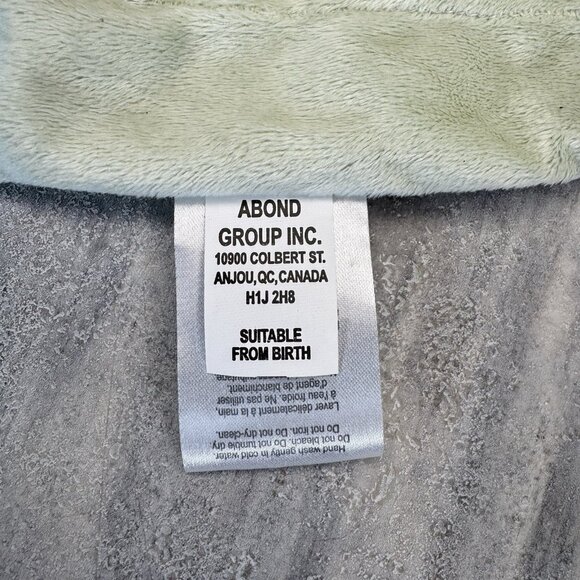 ABOND
GROUP INC.
10900 COLBERT ST.
ANJOU, QC, CANADA
H1J 2H8
SUITABLE
FROM BIRTH
Hand wash gently in cold water.
Do not bleach. Do not tumble dry.
Do not iron. Do not dry-clean.
Laver délicatement à la main,
à l'eau froide. Ne pas utiliser
d'agent de blanchiment.